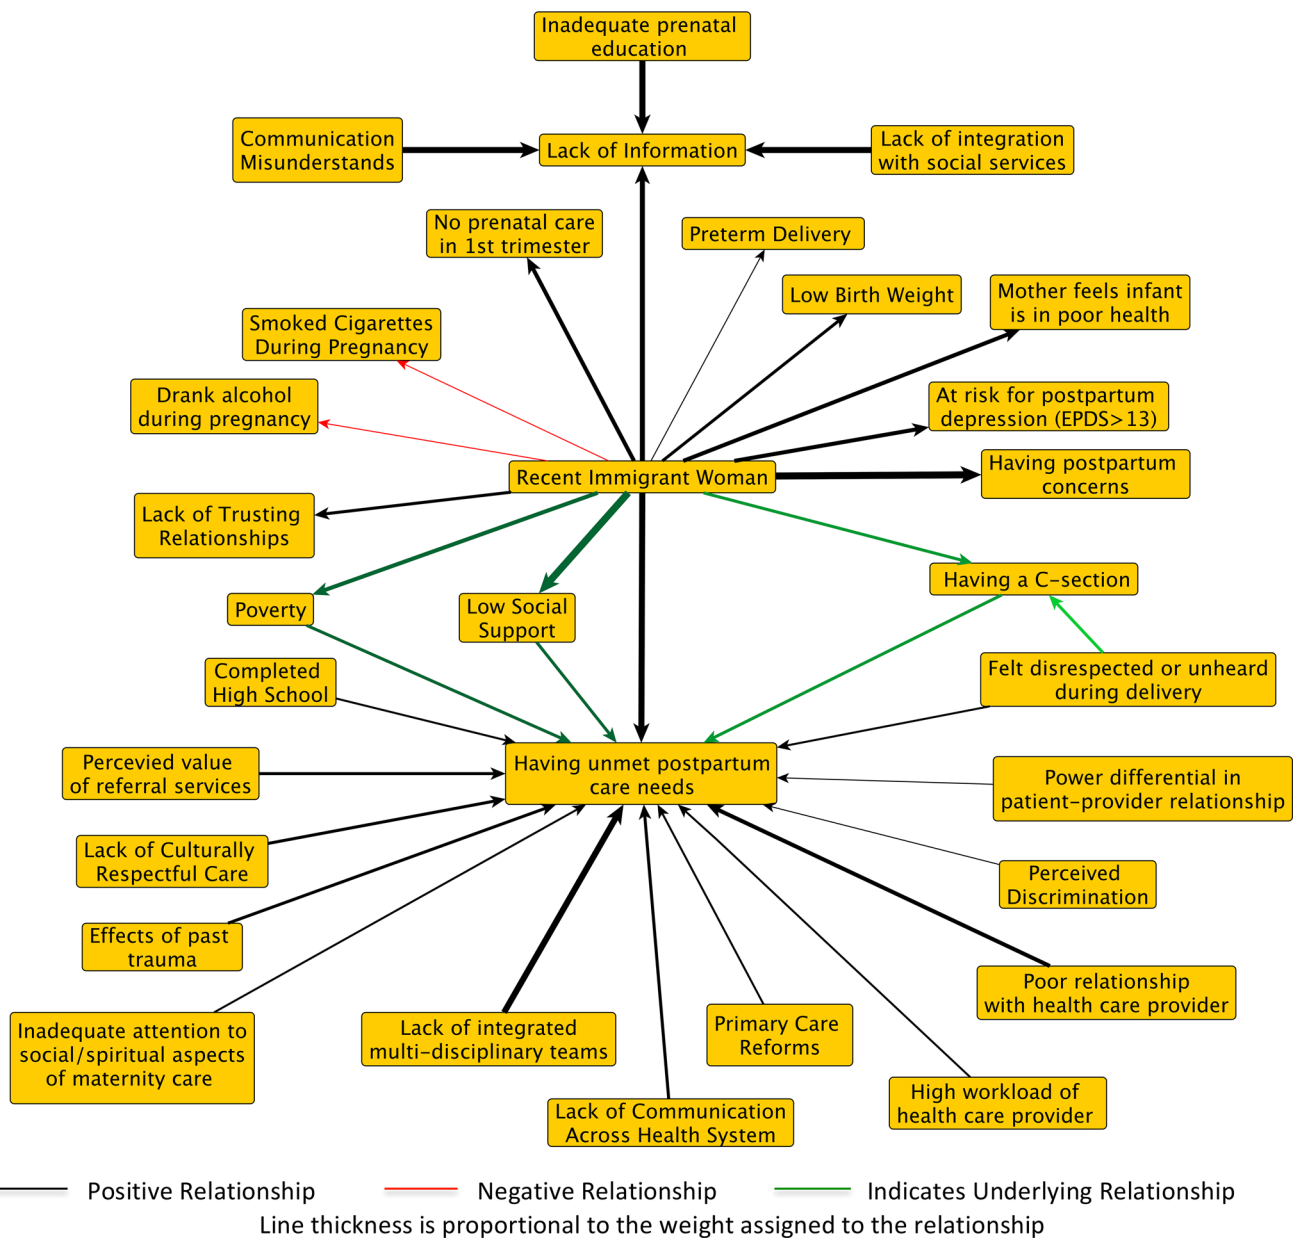 Inadequate prenatal
education
Communication
Misunderstands
Lack of Information
Lack of integration
with social services
No prenatal care
in 1st trimester
Preterm Delivery
Low Birth Weight
Mother feels infant
is in poor health
Smoked Cigarettes
During Pregnancy
Drank alcohol
during pregnancy
At risk for postpartum
depression (EPDS>13)
Recent Immigrant Woman
Having postpartum
concerns
Lack of Trusting
Relationships
Having a C-section
Poverty
Low Social
Support
Completed
High School
Felt disrespected or unheard
during delivery
Having unmet postpartum
care needs
Percevied value
of referral services
Power differential in
patient-provider relationship
Lack of Culturally
Respectful Care
Perceived
Discrimination
Effects of past
trauma
Poor relationship
with health care provider
Inadequate attention to
social/spiritual aspects
of maternity care
Lack of integrated
multi-disciplinary teams
Primary Care
Reforms
High workload of
health care provider
Lack of Communication
Across Health System
Positive Relationship
Negative Relationship
Indicates Underlying Relationship
Line thickness is proportional to the weight assigned to the relationship